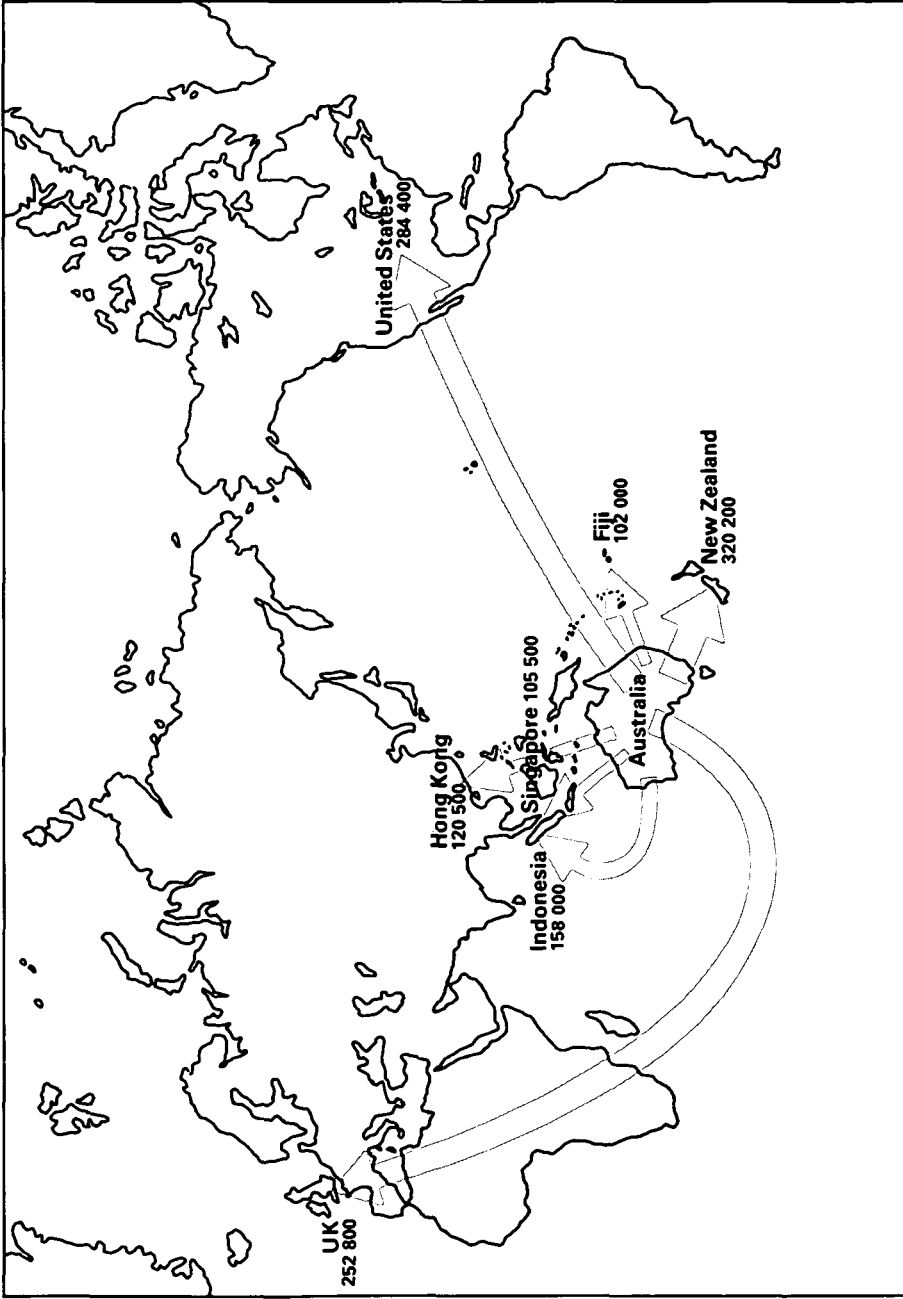 UK
252 800
Hong Kong
120 500
Indonesia
158 000
Singapore 105 500
Australia
United States
284 400
Fiji
102 000
New Zealand
320 200